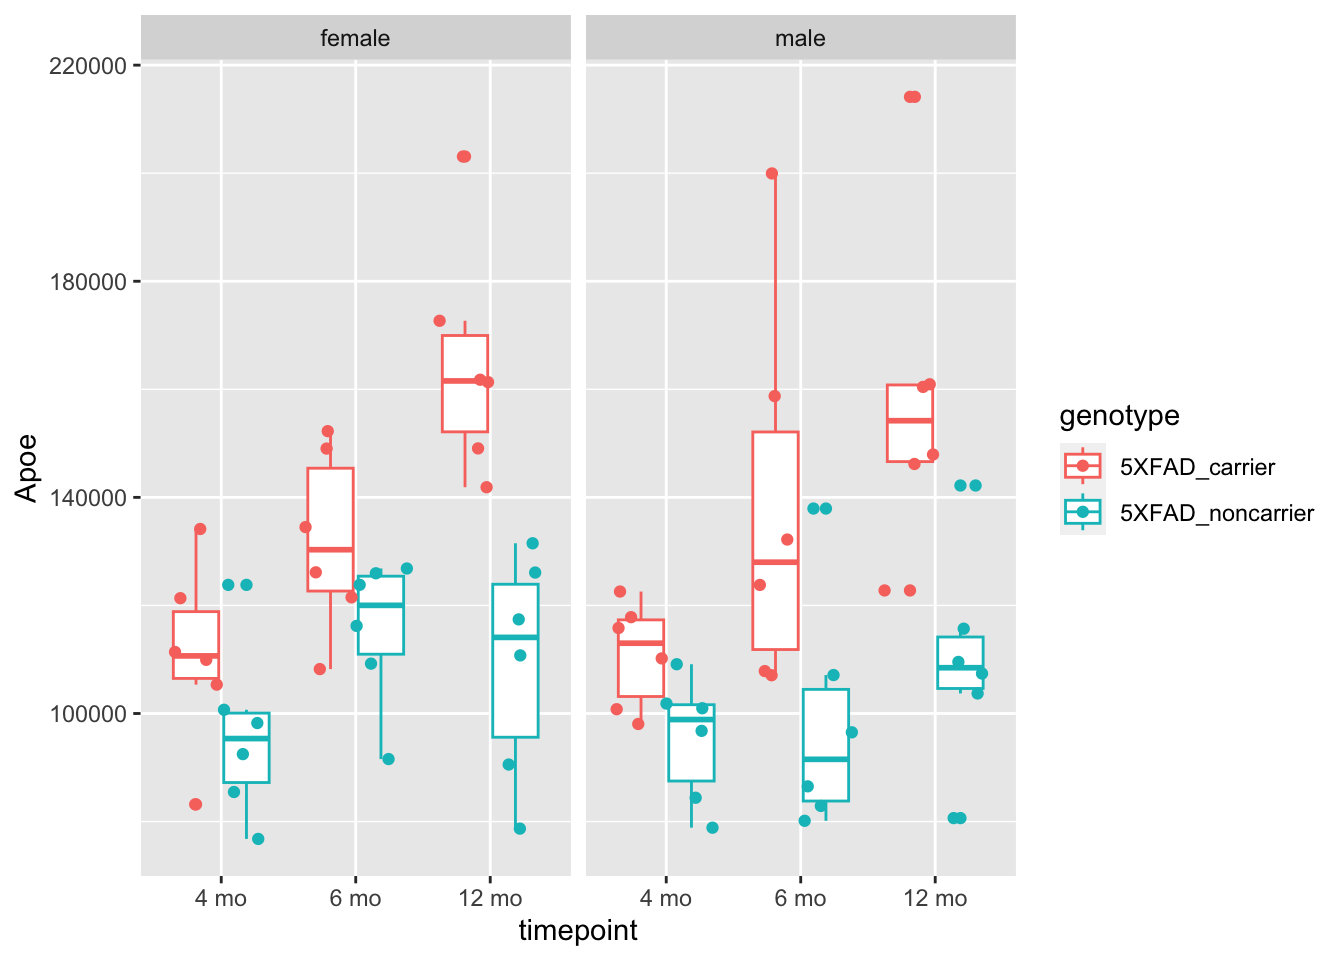 female
male
220000
180000
140000
100000
Apoe
4 mo
6 mo
12 mo
4 mo
6 mo
12 mo
timepoint
genotype
5XFAD_carrier
5XFAD_noncarrier